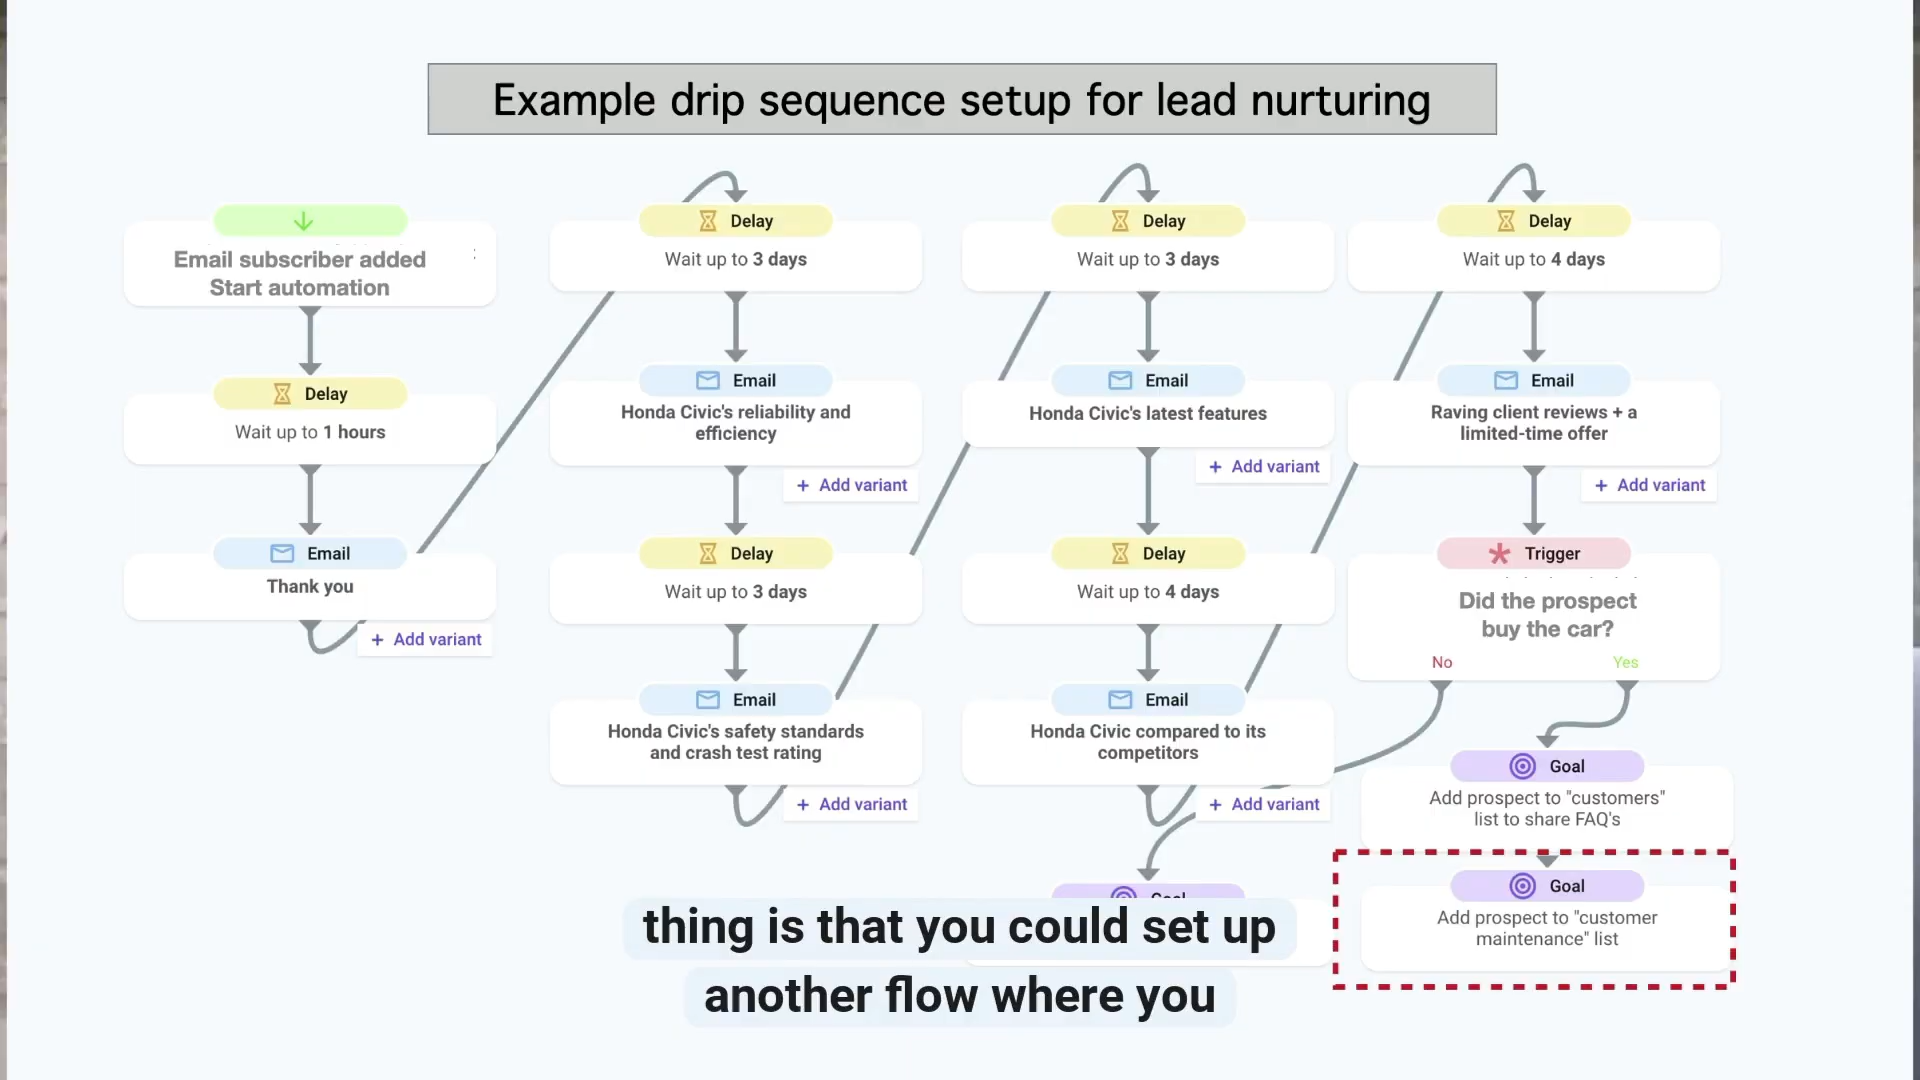 Example drip sequence setup for lead nurturing
Email subscriber added
Start automation
Delay
Wait up to 1 hours
Email
Thank you
+ Add variant
Delay
Wait up to 3 days
Email
Honda Civic's reliability and
efficiency
+ Add variant
Delay
Wait up to 3 days
Email
Honda Civic's safety standards
and crash test rating
+ Add variant
Delay
Wait up to 3 days
Email
Honda Civic's latest features
+ Add variant
Delay
Wait up to 4 days
Email
Honda Civic compared to its
competitors
+ Add variant
Goal
Delay
Wait up to 4 days
Email
Raving client reviews + a
limited-time offer
+ Add variant
Trigger
Did the prospect
buy the car?
No
Yes
Goal
Add prospect to "customers"
list to share FAQ's
Goal
Add prospect to "customer
maintenance" list
thing is that you could set up
another flow where you